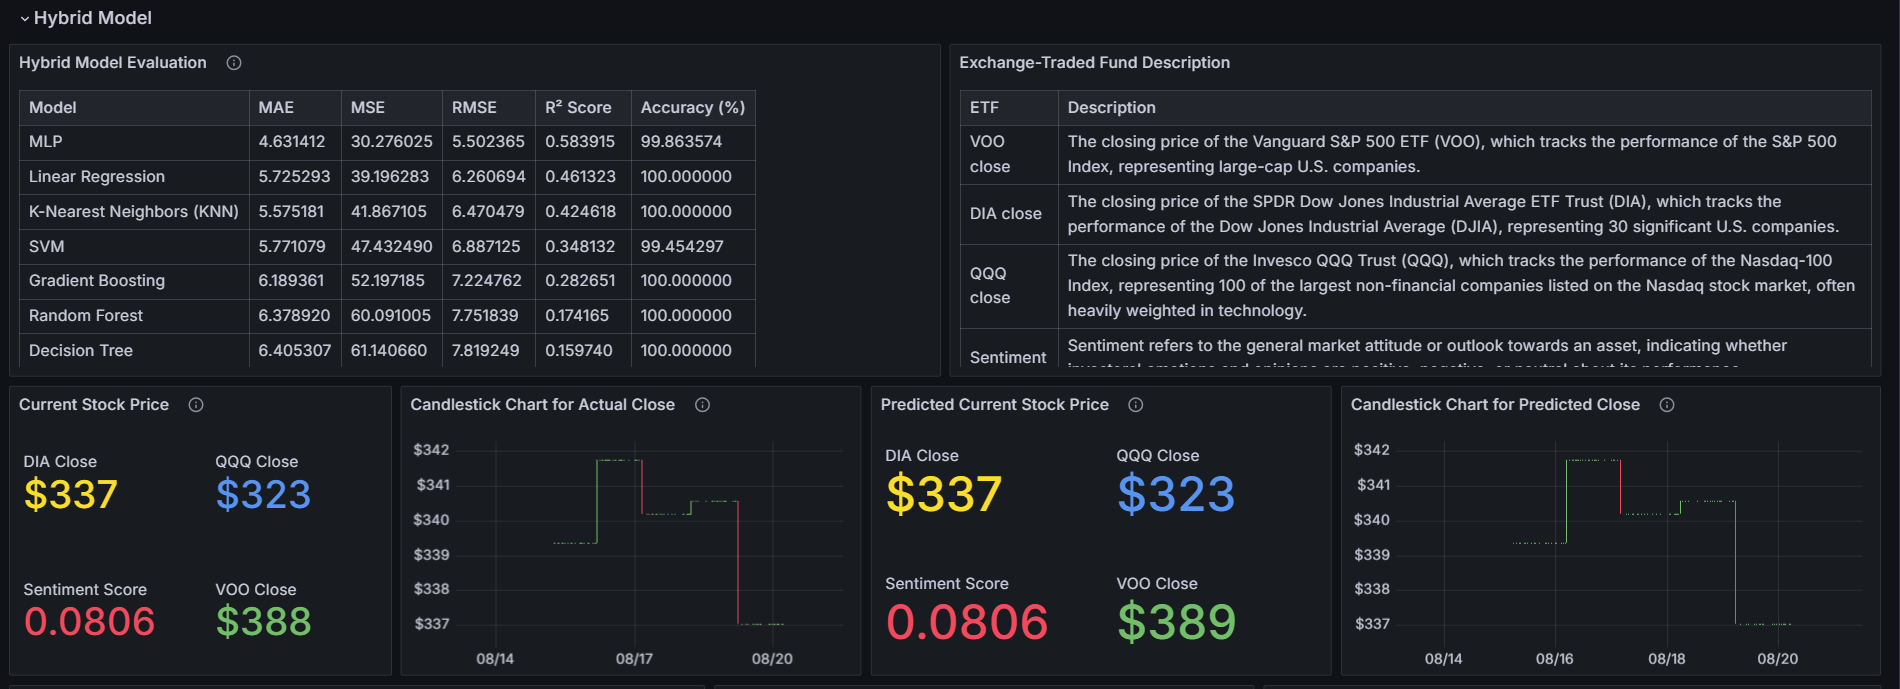 Hybrid Model
Hybrid Model Evaluation
Model MAE MSE RMSE R² Score Accuracy (%)
MLP 4.631412 30.276025 5.502365 0.583915 99.863574
Linear Regression 5.725293 39.196283 6.260694 0.461323 100.000000
K-Nearest Neighbors (KNN) 5.575181 41.867105 6.470479 0.424618 100.000000
SVM 5.771079 47.432490 6.887125 0.348132 99.454297
Gradient Boosting 6.189361 52.197185 7.224762 0.282651 100.000000
Random Forest 6.378920 60.091005 7.751839 0.174165 100.000000
Decision Tree 6.405307 61.140660 7.819249 0.159740 100.000000
Exchange-Traded Fund Description
ETF Description
VOO
close
The closing price of the Vanguard S&P 500 ETF (VOO), which tracks the performance of the S&P 500
Index, representing large-cap U.S. companies.
DIA close
The closing price of the SPDR Dow Jones Industrial Average ETF Trust (DIA), which tracks the
performance of the Dow Jones Industrial Average (DJIA), representing 30 significant U.S. companies.
QQQ
close
The closing price of the Invesco QQQ Trust (QQQ), which tracks the performance of the Nasdaq-100
Index, representing 100 of the largest non-financial companies listed on the Nasdaq stock market, often
heavily weighted in technology.
Sentiment
Sentiment refers to the general market attitude or outlook towards an asset, indicating whether
Current Stock Price
DIA Close
$337
QQQ Close
$323
Sentiment Score
0.0806
VOO Close
$388
Candlestick Chart for Actual Close
$342
$341
$340
$339
$338
$337
08/14 08/17 08/20
Predicted Current Stock Price
DIA Close
$337
QQQ Close
$323
Sentiment Score
0.0806
VOO Close
$389
Candlestick Chart for Predicted Close
$342
$341
$340
$339
$338
$337
08/14 08/16 08/18 08/20